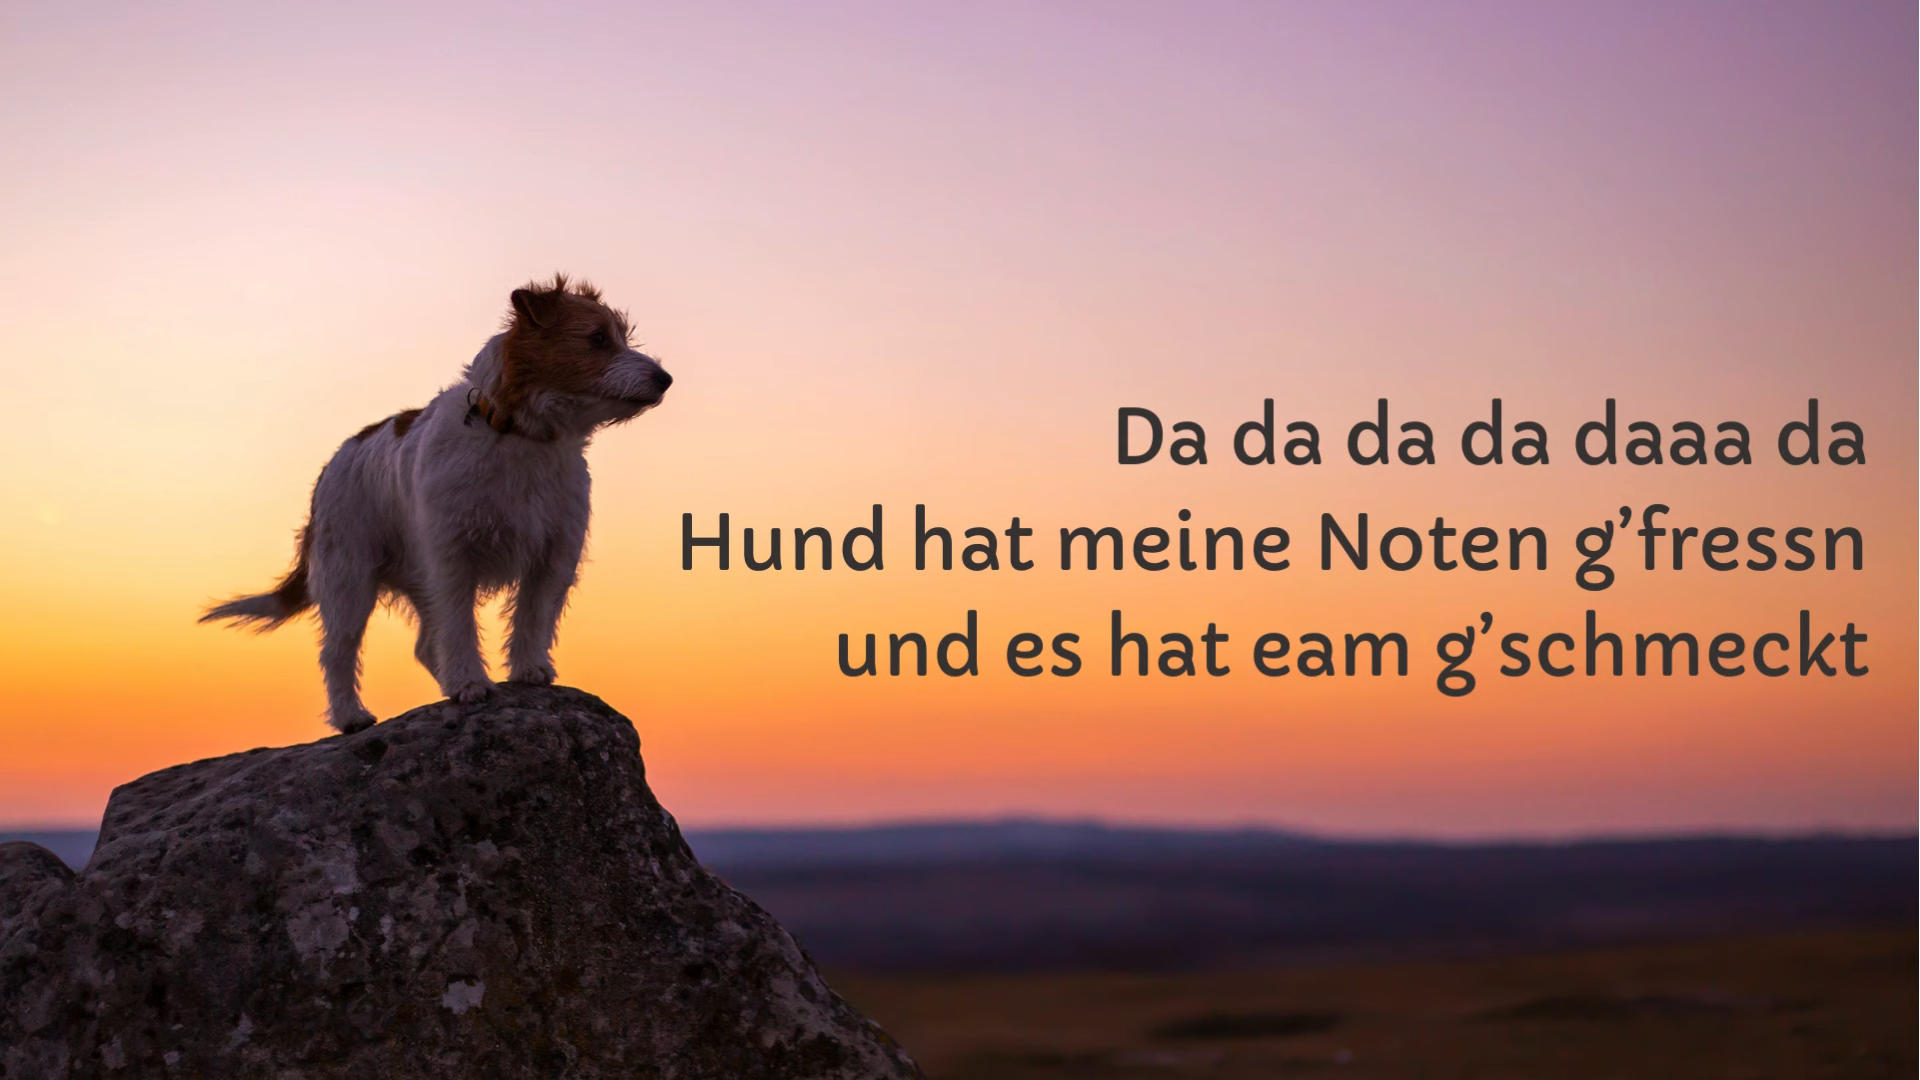 Da da da da daaa da
Hund hat meine Noten g’fressn
und es hat eam g’schmeckt